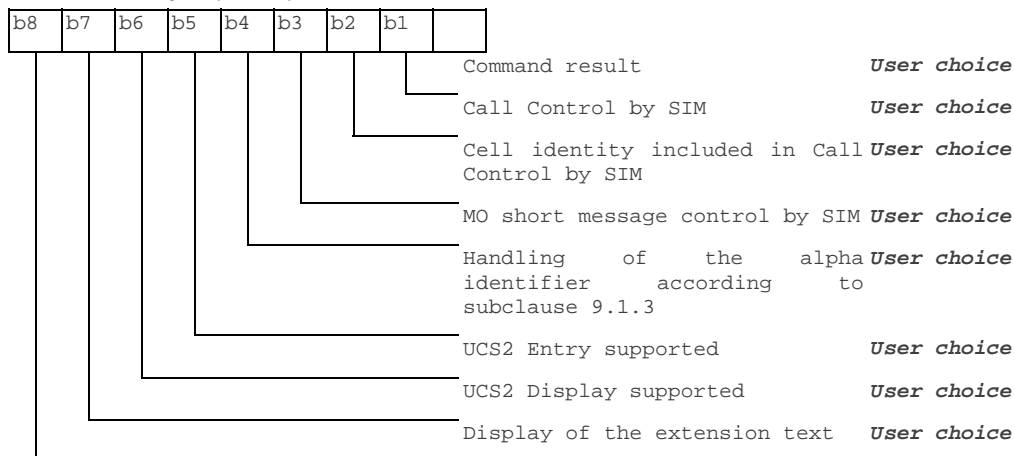 b8 b7 b6 b5 b4 b3 b2 b1
Command result User choice
Call Control by SIM User choice
Cell identity included in Call User choice
Control by SIM
MO short message control by SIM User choice
Handling of the alpha User choice
identifier according to
subclause 9.1.3
UCS2 Entry supported User choice
UCS2 Display supported User choice
Display of the extension text User choice